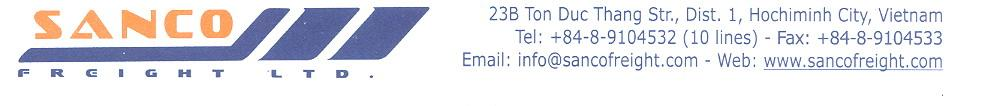 SANCO
FREIGHT LTD.
23B Ton Duc Thang Str., Dist. 1, Hochiminh City, Vietnam
Tel: +84-8-9104532 (10 lines) - Fax: +84-8-9104533
Email: info@sancofreight.com - Web: www.sancofreight.com